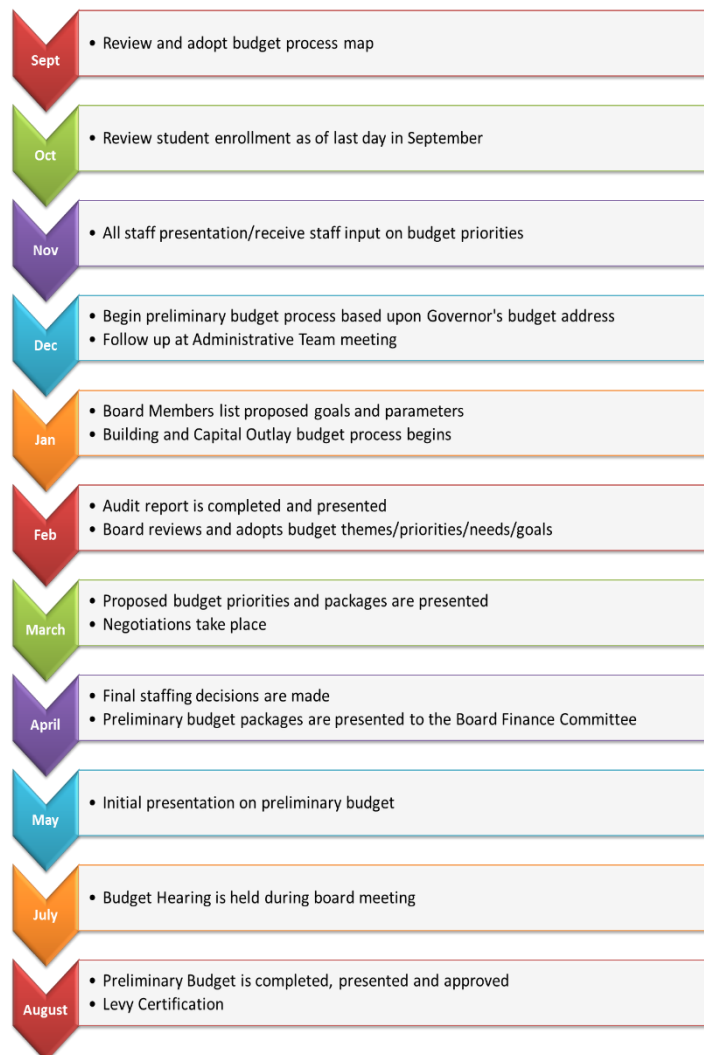 Sept
• Review and adopt budget process map
Oct
• Review student enrollment as of last day in September
Nov
• All staff presentation/receive staff input on budget priorities
Dec
• Begin preliminary budget process based upon Governor's budget address
• Follow up at Administrative Team meeting
Jan
• Board Members list proposed goals and parameters
• Building and Capital Outlay budget process begins
Feb
• Audit report is completed and presented
• Board reviews and adopts budget themes/priorities/needs/goals
March
• Proposed budget priorities and packages are presented
• Negotiations take place
April
• Final staffing decisions are made
• Preliminary budget packages are presented to the Board Finance Committee
May
• Initial presentation on preliminary budget
July
• Budget Hearing is held during board meeting
August
• Preliminary Budget is completed, presented and approved
• Levy Certification